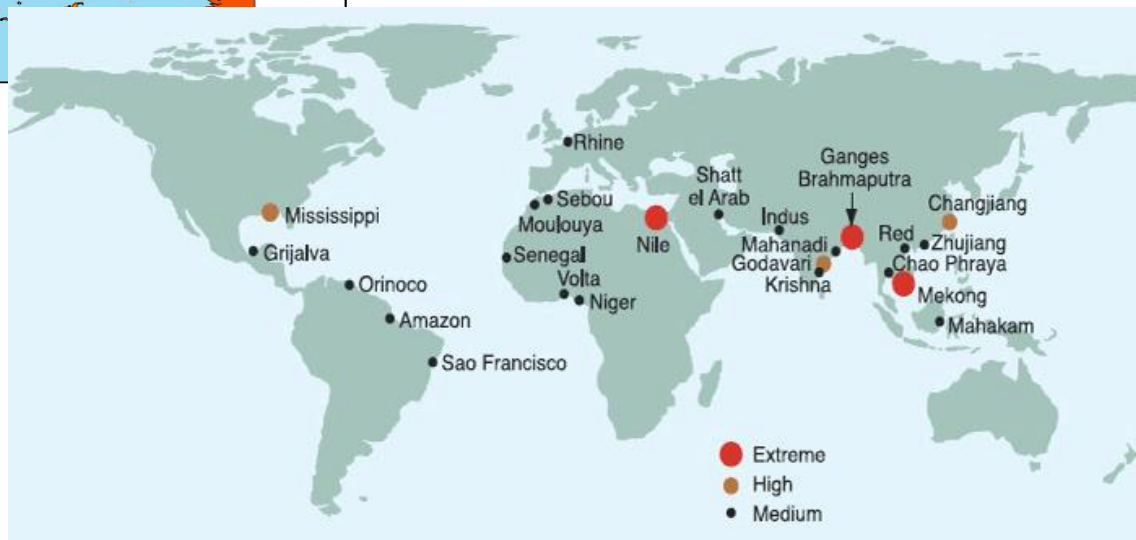 Rhine
Ganges
Brahmaputra
Shatt
el Arab
Sebou
Moulouya
Mississippi
Nile
Indus
Changjiang
Red
Zhujiang
Mahanadi
Godavari
Krishna
Chao Phraya
Mekong
Grijalva
Senegal
Volta
Niger
Orinoco
Amazon
Mahakam
Sao Francisco
Extreme
High
Medium